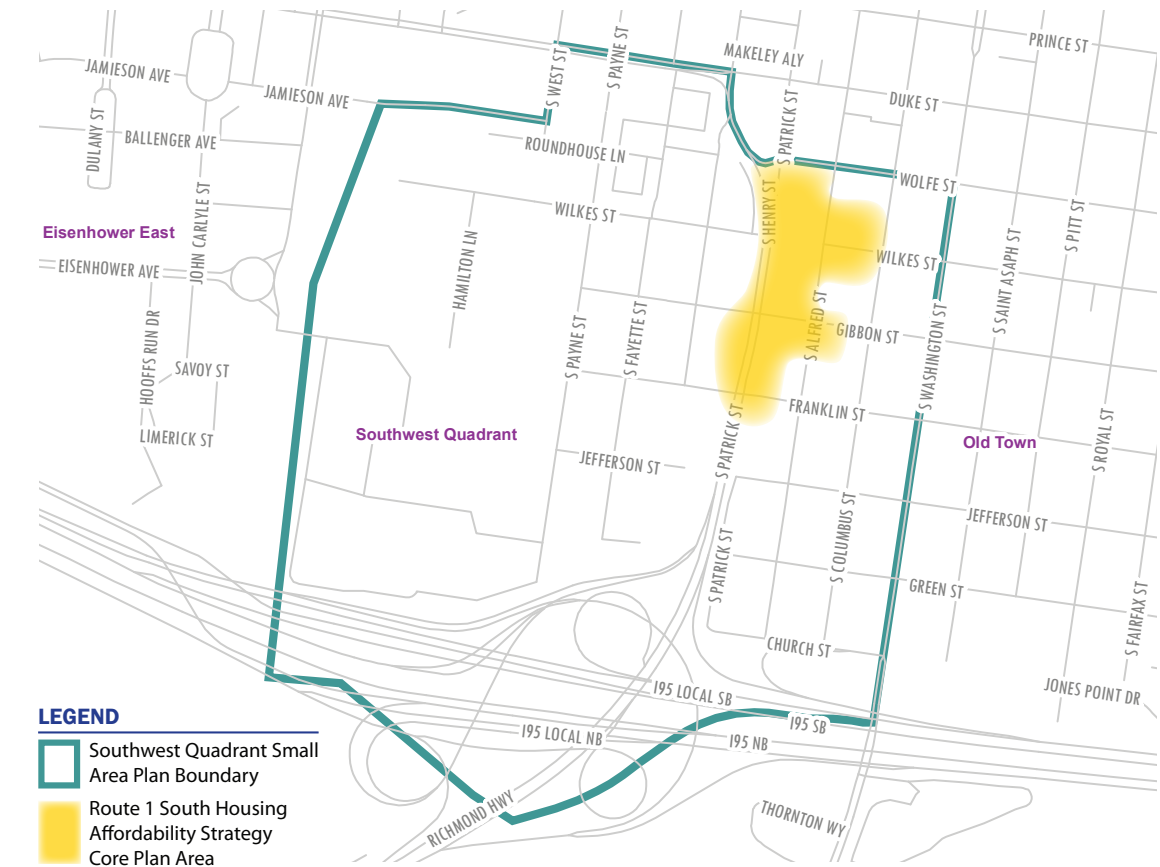 PRINCE ST
S PAYNE ST
MAKELEY ALY
JAMIESON AVE
S WEST ST
JAMIESON AVE
DUKE ST
S PATRICK ST
DULANY ST
BALLENGER AVE
ROUNDHOUSE LN
WOLFE ST
JOHN CARLYLE ST
S HENRY ST
WILKES ST
S PITT ST
Eisenhower East
HAMILTON LN
WILKES ST
S SAINT ASAPH ST
EISENHOWER AVE
HOOFFS RUN DR
S PAYNE ST
S FAYETTE ST
S ALFRED ST
GIBBON ST
S WASHINGTON ST
SAVOY ST
FRANKLIN ST
LIMERICK ST
Southwest Quadrant
S PATRICK ST
Old Town
S ROYAL ST
JEFFERSON ST
S COLUMBUS ST
JEFFERSON ST
S PATRICK ST
GREEN ST
S FAIRFAX ST
CHURCH ST
I95 LOCAL SB
JONES POINT DR
I95 SB
I95 LOCAL NB
I95 NB
RICHMOND HWY
THORNTON WY
LEGEND
Southwest Quadrant Small
Area Plan Boundary
Route 1 South Housing
Affordability Strategy
Core Plan Area